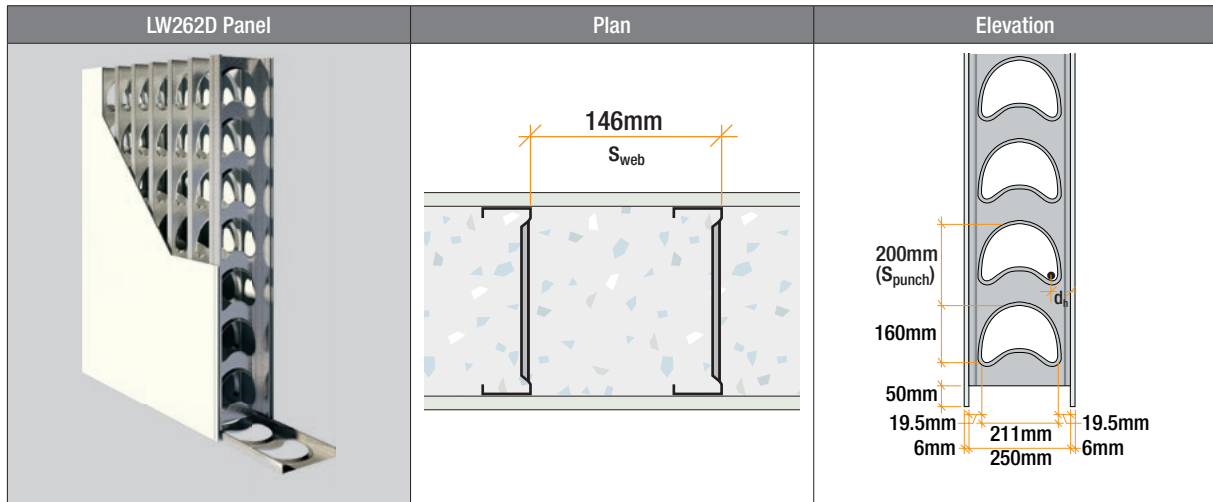 LW262D Panel
Plan
Elevation
146mm
Sweb
200mm
(Spunch)
dh
160mm
50mm
19.5mm
19.5mm
211mm
6mm
6mm
250mm